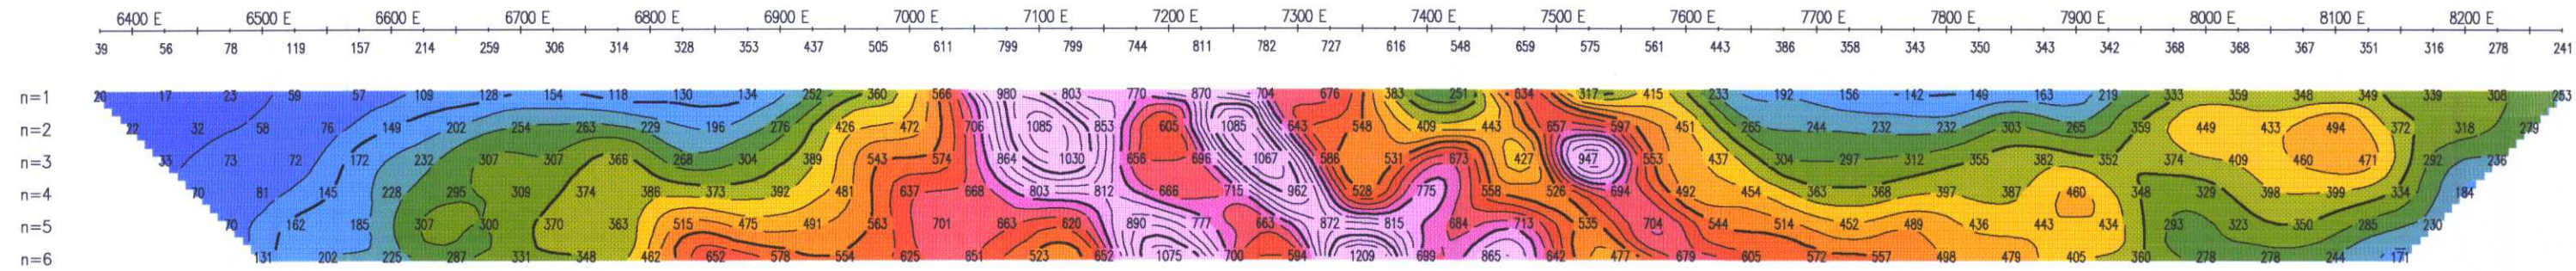 6400 E 6500 E 6600 E 6700 E 6800 E 6900 E 7000 E 7100 E 7200 E 7300 E 7400 E 7500 E 7600 E 7700 E 7800 E 7900 E 8000 E 8100 E 8200 E
39 56 78 119 157 214 259 306 314 328 353 437 505 611 799 799 744 811 782 727 616 548 659 575 561 443 386 358 343 350 343 342 368 368 367 351 316 278 241
n=1 20 17 23 59 57 109 128 154 118 130 134 252 360 566 980 803 770 870 704 676 383 251 634 317 415 233 192 156 142 149 163 219 333 359 348 349 339 308 253
n=2 27 32 58 76 149 202 254 263 229 196 276 426 472 706 1085 853 605 1085 643 548 409 443 657 597 451 265 244 232 232 303 265 359 449 433 494 372 318 279
n=3 33 73 72 172 232 307 307 366 268 304 389 543 574 864 1030 656 696 1067 586 531 673 427 947 553 437 304 297 312 355 382 352 374 409 460 471 292 236
n=4 70 81 145 228 295 309 374 386 373 392 481 637 668 803 812 666 715 962 528 775 558 526 694 492 454 363 368 397 387 460 348 329 398 399 334 184
n=5 70 162 185 307 300 370 363 515 475 491 563 701 663 620 890 777 663 872 815 684 713 535 704 544 514 452 489 436 443 434 293 323 350 285 230
n=6 131 202 225 287 331 348 462 652 578 554 625 651 523 652 1075 700 594 1209 699 865 642 477 679 605 572 557 498 479 405 360 278 278 244 171